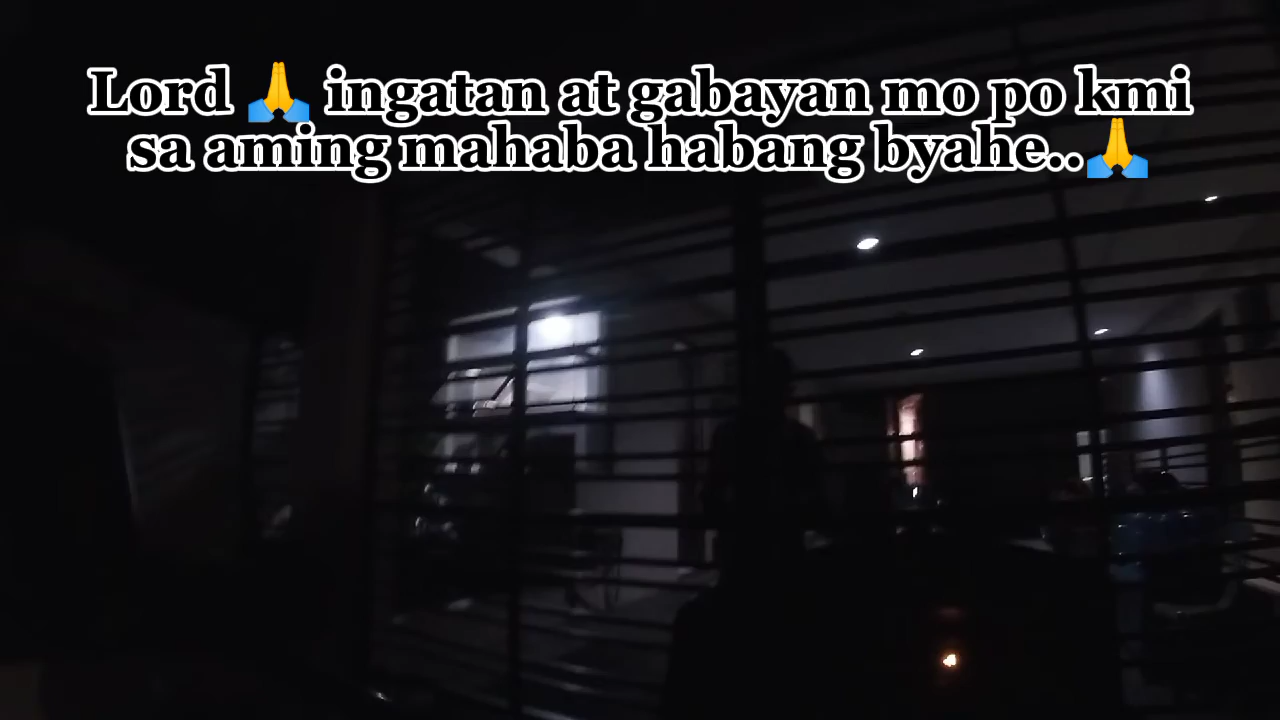 Lord 🙏 ingatan at gabayan mo po kmi
sa aming mahaba habang byahe..🙏